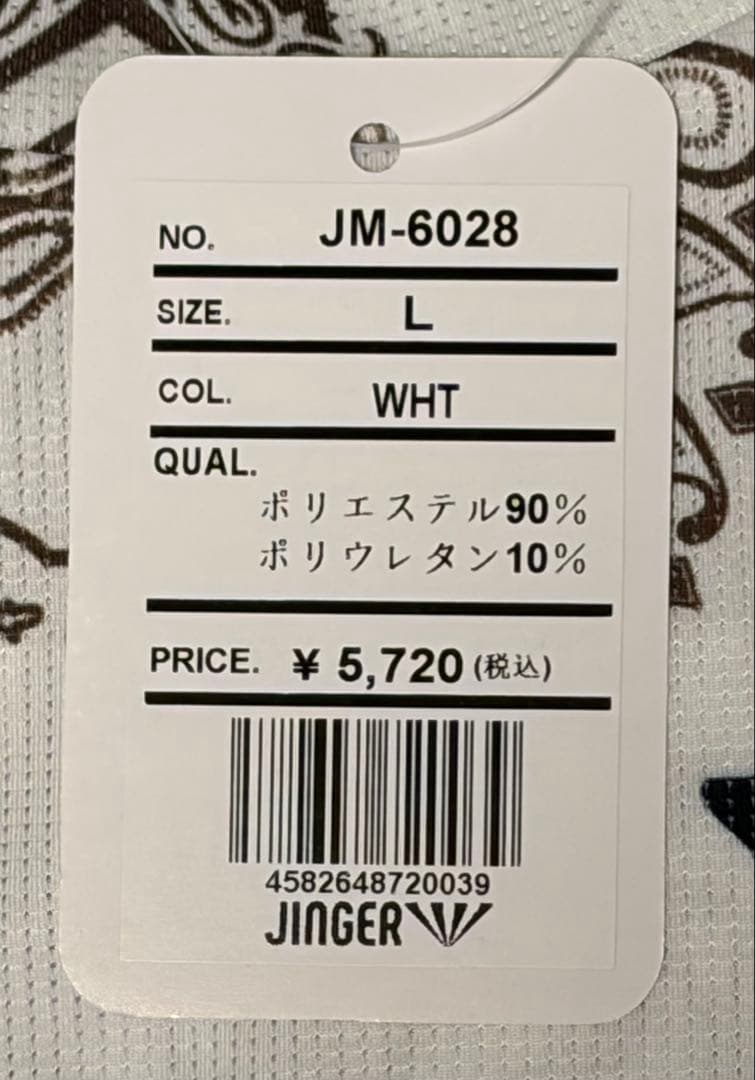 NO. JM-6028
SIZE. L
COL. WHT
QUAL.
ポリエステル90%
ポリウレタン10%
PRICE. ¥ 5,720(税込)
4582648720039
JINGER